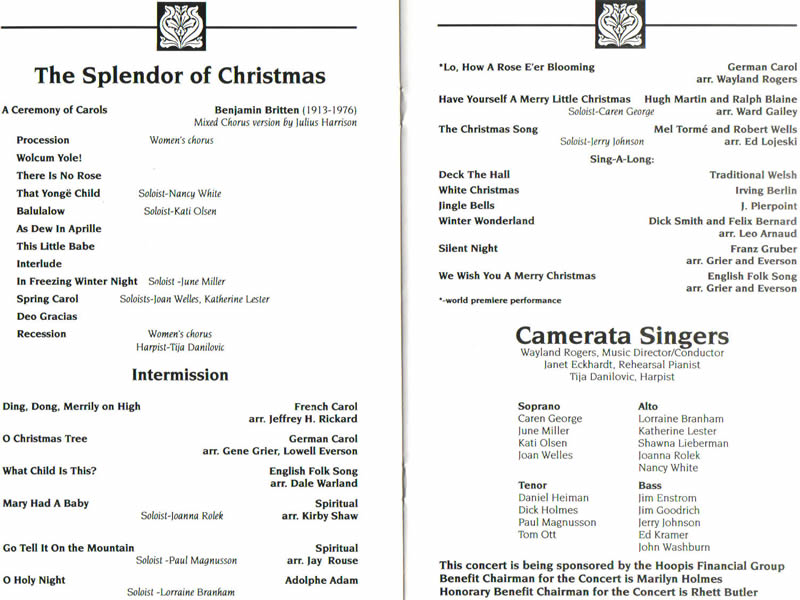 The Splendor of Christmas
A Ceremony of Carols Benjamin Britten (1913-1976)
Mixed Chorus version by Julius Harrison
Procession Women's chorus
Wolcum Yole!
There Is No Rose
That Yongë Child Soloist-Nancy White
Balulalow Soloist-Kati Olsen
As Dew In Aprille
This Little Babe
Interlude
In Freezing Winter Night Soloist -June Miller
Spring Carol Soloists-Joan Welles, Katherine Lester
Deo Gracias
Recession Women's chorus
Harpist-Tija Danilovic
Intermission
Ding, Dong, Merrily on High French Carol
arr. Jeffrey H. Rickard
O Christmas Tree German Carol
arr. Gene Grier, Lowell Everson
What Child Is This? English Folk Song
arr. Dale Warland
Mary Had A Baby Spiritual
Soloist-Joanna Rolek arr. Kirby Shaw
Go Tell It On the Mountain Spiritual
Soloist -Paul Magnusson arr. Jay Rouse
O Holy Night Adolphe Adam
Soloist -Lorraine Branham
*Lo, How A Rose E'er Blooming German Carol
arr. Wayland Rogers
Have Yourself A Merry Little Christmas Hugh Martin and Ralph Blaine
Soloist-Caren George arr. Ward Galley
The Christmas Song Mel Tormé and Robert Wells
Soloist-Jerry Johnson arr. Ed Lojeski
Sing-A-Long:
Deck The Hall Traditional Welsh
White Christmas Irving Berlin
Jingle Bells J. Pierpoint
Winter Wonderland Dick Smith and Felix Bernard
arr. Leo Arnaud
Silent Night Franz Gruber
arr. Grier and Everson
We Wish You A Merry Christmas English Folk Song
arr. Grier and Everson
*-world premiere performance
Camerata Singers
Wayland Rogers, Music Director/Conductor
Janet Eckhardt, Rehearsal Pianist
Tija Danilovic, Harpist
Soprano Alto
Caren George Lorraine Branham
June Miller Katherine Lester
Kati Olsen Shawna Lieberman
Joan Welles Joanna Rolek
Nancy White
Tenor Bass
Daniel Heiman Jim Enstrom
Dick Holmes Jim Goodrich
Paul Magnusson Jerry Johnson
Tom Ott Ed Kramer
John Washburn
This concert is being sponsored by the Hoopis Financial Group
Benefit Chairman for the Concert is Marilyn Holmes
Honorary Benefit Chairman for the Concert is Rhett Butler